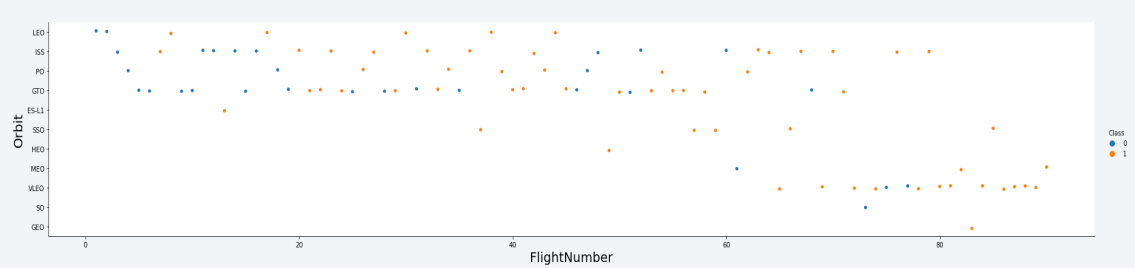 Orbit
LEO
ISS
PO
GTO
ES-L1
SSO
HEO
MEO
VLEO
SO
GEO
0 20 40 60 80
FlightNumber
Class
0
1